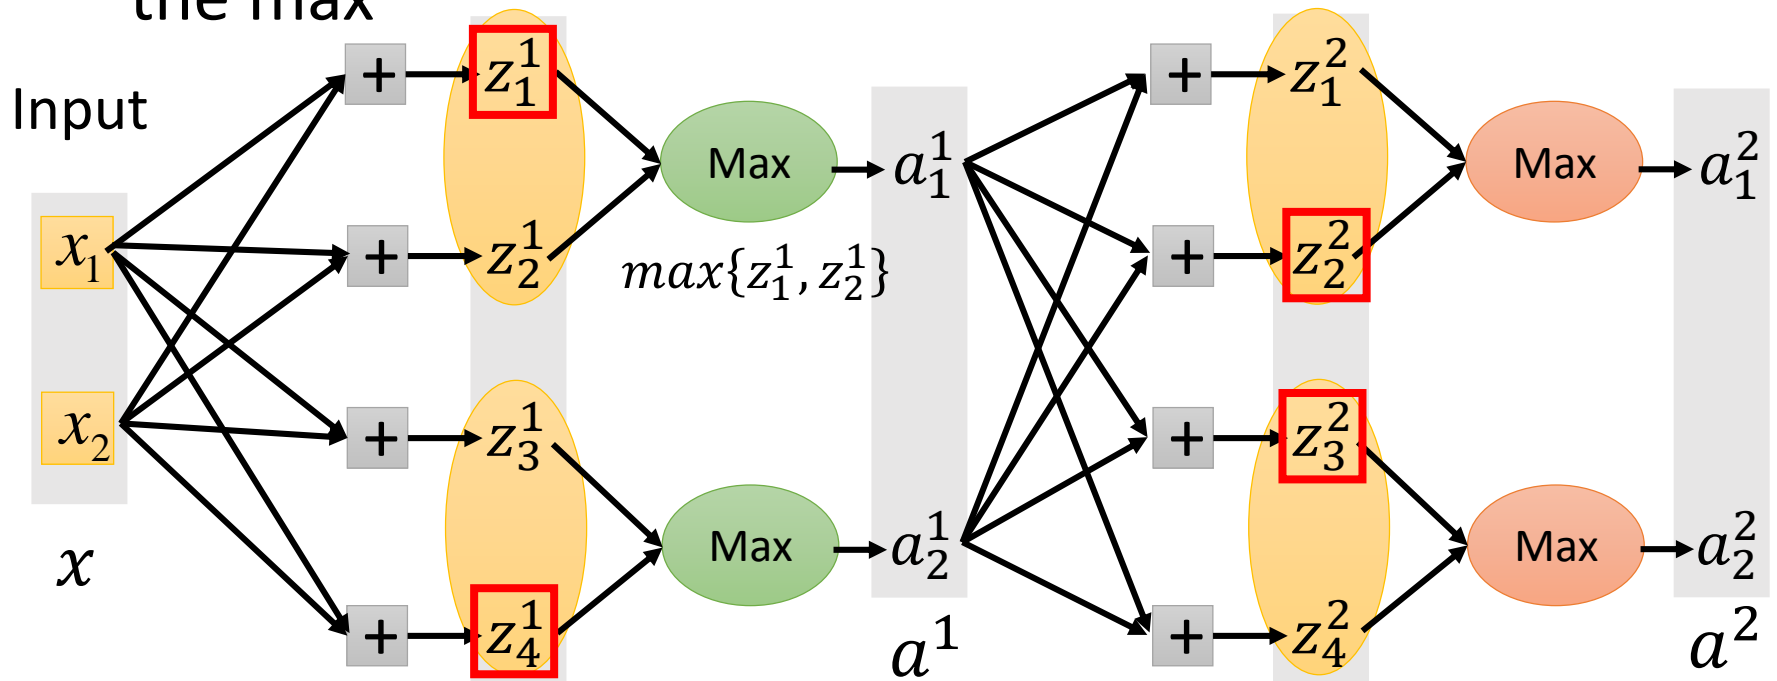 the max
Input
+ z_1^1 + z_1^2
Max a_1^1 Max a_1^2
x_1 + z_2^1 max{z_1^1, z_2^1} + z_2^2
x_2 + z_3^1 + z_3^2
Max a_2^1 Max a_2^2
x
+ z_4^1 a^1 + z_4^2 a^2